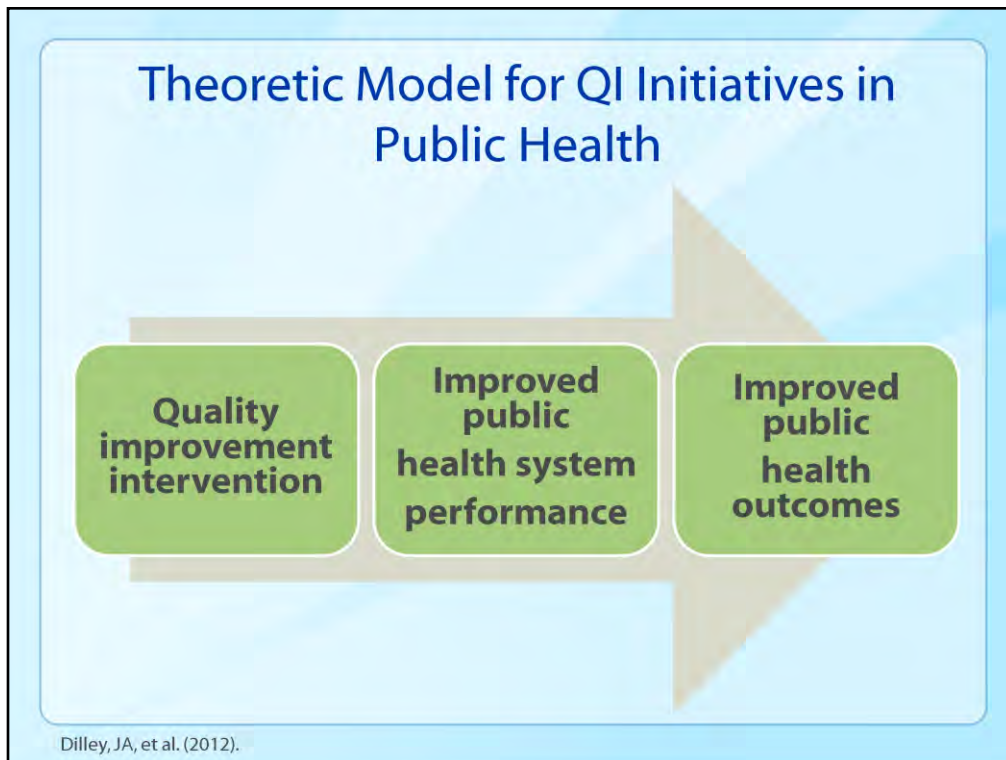 Theoretic Model for QI Initiatives in
Public Health
Quality
improvement
intervention
Improved
public
health system
performance
Improved
public
health
outcomes
Dilley, JA, et al. (2012).